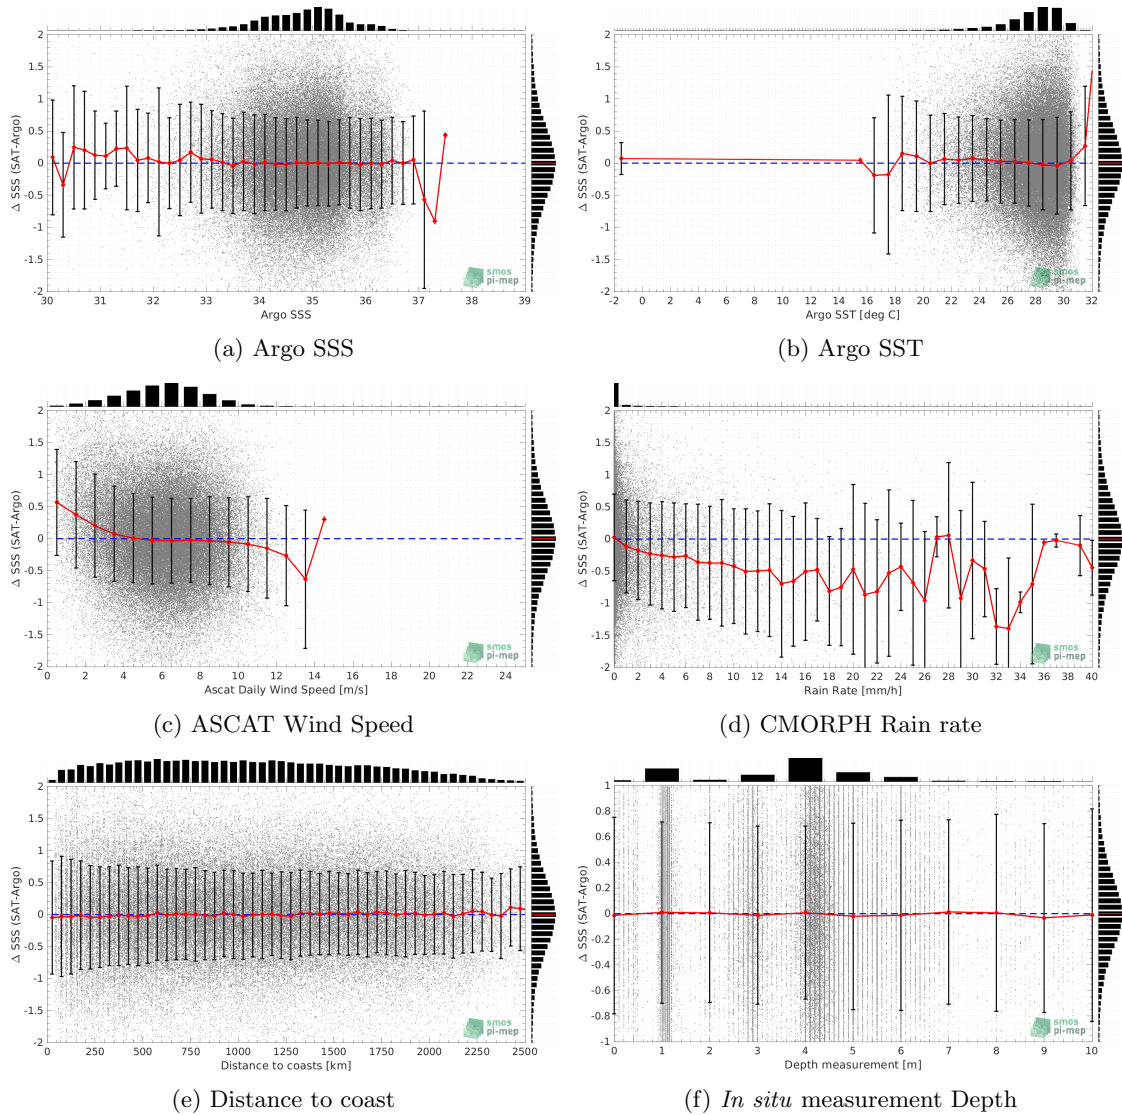 2
1.5
1
0.5
0
-0.5
-1
-1.5
-2
Δ SSS (SAT-Argo)
30 31 32 33 34 35 36 37 38 39
Argo SSS
smos
pi-mep
(a) Argo SSS
2
1.5
1
0.5
0
-0.5
-1
-1.5
-2
Δ SSS (SAT-Argo)
-2 0 2 4 6 8 10 12 14 16 18 20 22 24 26 28 30 32
Argo SST [deg C]
smos
pi-mep
(b) Argo SST
2
1.5
1
0.5
0
-0.5
-1
-1.5
-2
Δ SSS (SAT-Argo)
0 2 4 6 8 10 12 14 16 18 20 22 24
Ascat Daily Wind Speed [m/s]
smos
pi-mep
(c) ASCAT Wind Speed
2
1.5
1
0.5
0
-0.5
-1
-1.5
-2
Δ SSS (SAT-Argo)
0 2 4 6 8 10 12 14 16 18 20 22 24 26 28 30 32 34 36 38 40
Rain Rate [mm/h]
smos
pi-mep
(d) CMORPH Rain rate
2
1.5
1
0.5
0
-0.5
-1
-1.5
-2
Δ SSS (SAT-Argo)
0 250 500 750 1000 1250 1500 1750 2000 2250 2500
Distance to coasts [km]
smos
pi-mep
(e) Distance to coast
1
0.8
0.6
0.4
0.2
0
-0.2
-0.4
-0.6
-0.8
-1
Δ SSS (SAT-Argo)
0 1 2 3 4 5 6 7 8 9 10
Depth measurement [m]
smos
pi-mep
(f) In situ measurement Depth